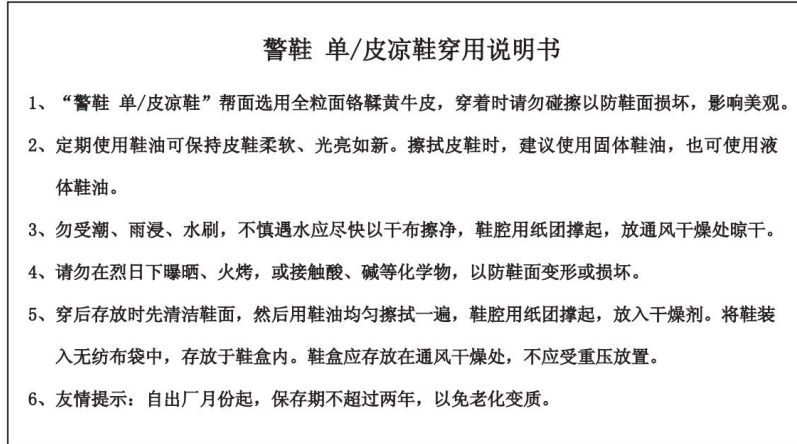 警鞋 单/皮凉鞋穿用说明书
1、“警鞋 单/皮凉鞋”帮面选用全粒面铬鞣黄牛皮，穿着时请勿碰擦以防鞋面损坏，影响美观。
2、定期使用鞋油可保持皮鞋柔软、光亮如新。擦拭皮鞋时，建议使用固体鞋油，也可使用液
体鞋油。
3、勿受潮、雨浸、水刷，不慎遇水应尽快以干布擦净，鞋腔用纸团撑起，放通风干燥处晾干。
4、请勿在烈日下曝晒、火烤，或接触酸、碱等化学物，以防鞋面变形或损坏。
5、穿后存放时先清洁鞋面，然后用鞋油均匀擦拭一遍，鞋腔用纸团撑起，放入干燥剂。将鞋装
入无纺布袋中，存放于鞋盒内。鞋盒应存放在通风干燥处，不应受重压放置。
6、友情提示：自出厂月份起，保存期不超过两年，以免老化变质。